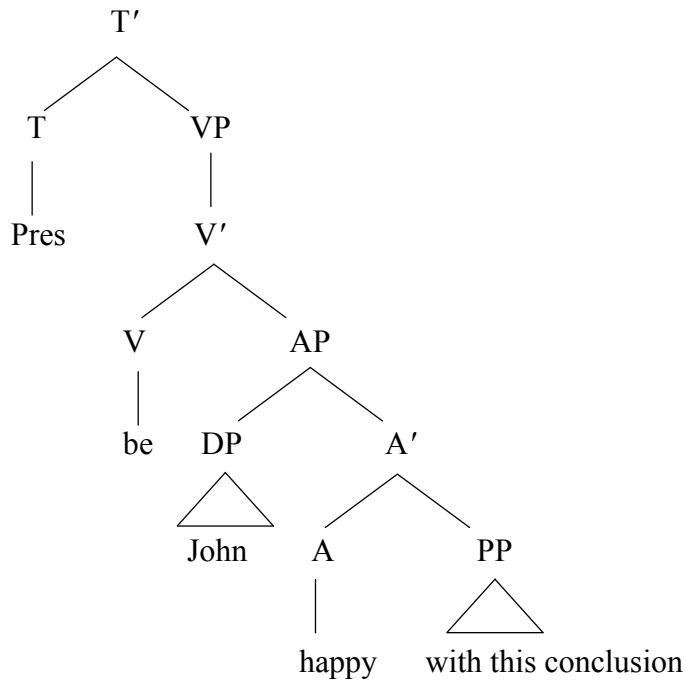 T′
T VP
Pres V′
V AP
be DP A′
John A PP
happy with this conclusion